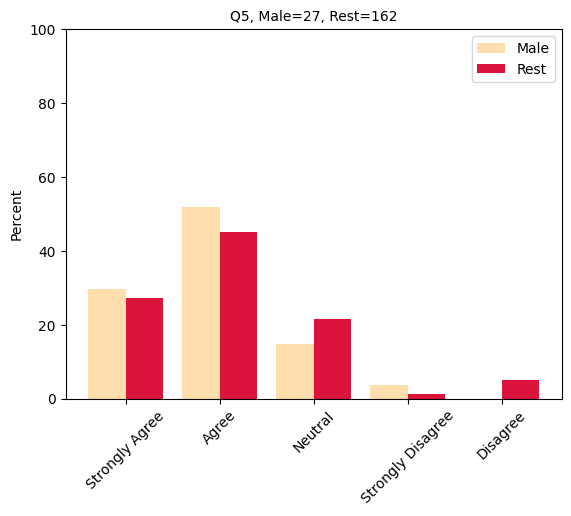 Q5, Male=27, Rest=162
100
80
60
40
20
0
Percent
Male
Rest
Strongly Agree
Agree
Neutral
Strongly Disagree
Disagree